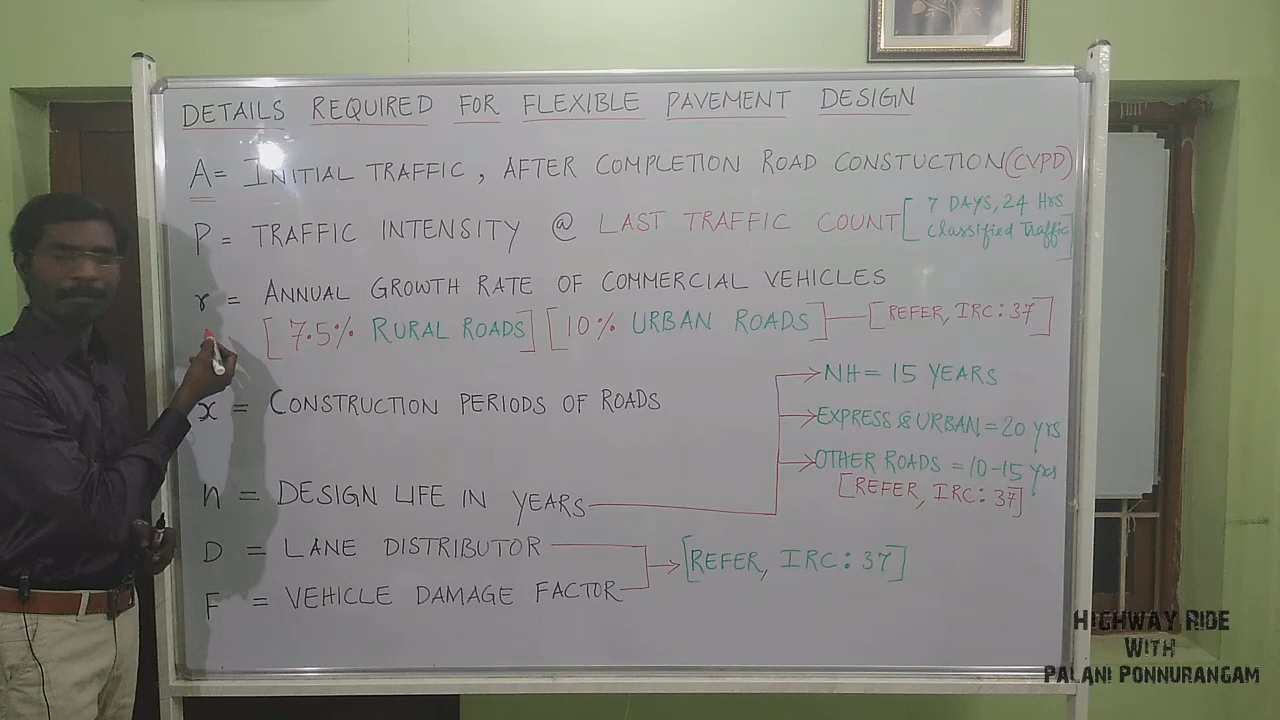 DETAILS REQUIRED FOR FLEXIBLE PAVEMENT DESIGN
A = INITIAL TRAFFIC, AFTER COMPLETION ROAD CONSTUCTION (CVPD)
P = TRAFFIC INTENSITY @ LAST TRAFFIC COUNT [7 DAYS, 24 Hrs
Classified Traffic]
r = ANNUAL GROWTH RATE OF COMMERCIAL VEHICLES
[7.5% RURAL ROADS] [10% URBAN ROADS] [REFER, IRC: 37]
x = CONSTRUCTION PERIODS OF ROADS
NH = 15 YEARS
EXPRESS & URBAN = 20 yrs
OTHER ROADS = 10-15 yrs
[REFER, IRC: 37]
n = DESIGN LIFE IN YEARS
D = LANE DISTRIBUTOR
[REFER, IRC: 37]
F = VEHICLE DAMAGE FACTOR
HIGHWAY RIDE
WITH
PALANI PONNURANGAM